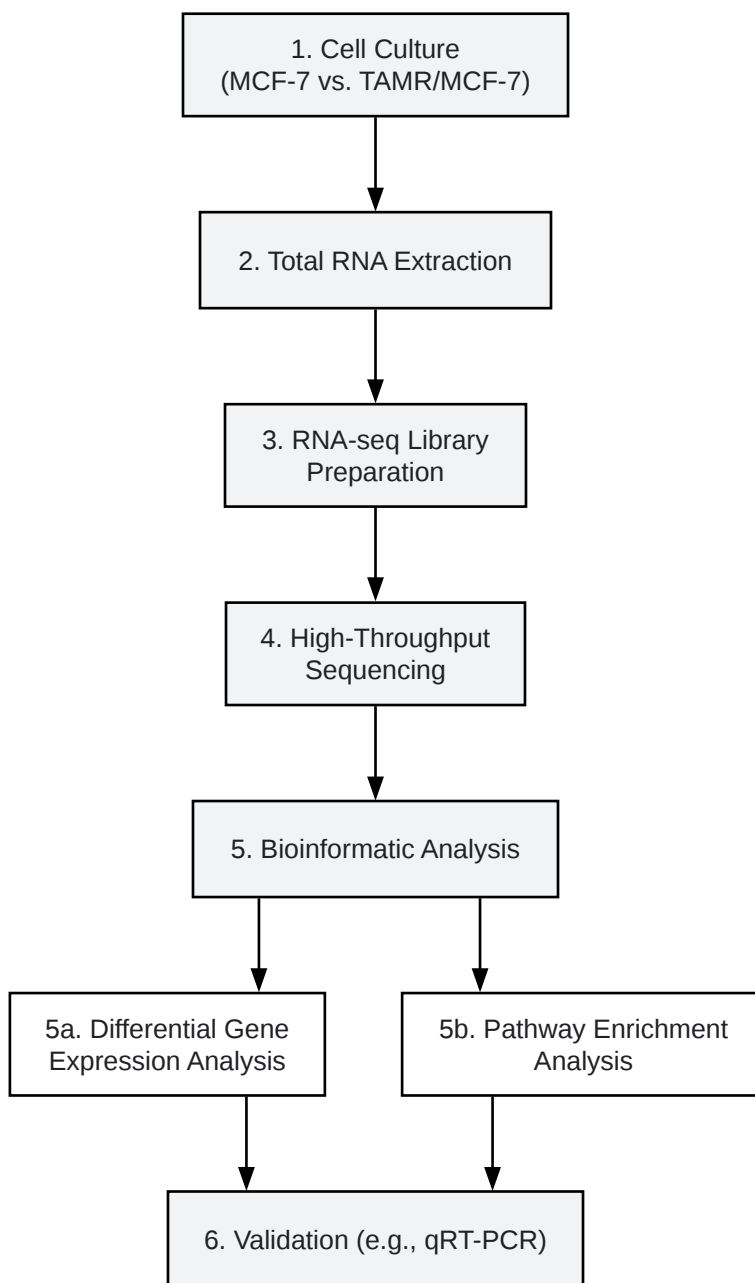 1. Cell Culture
(MCF-7 vs. TAMR/MCF-7)
2. Total RNA Extraction
3. RNA-seq Library
Preparation
4. High-Throughput
Sequencing
5. Bioinformatic Analysis
5a. Differential Gene
Expression Analysis
5b. Pathway Enrichment
Analysis
6. Validation (e.g., qRT-PCR)